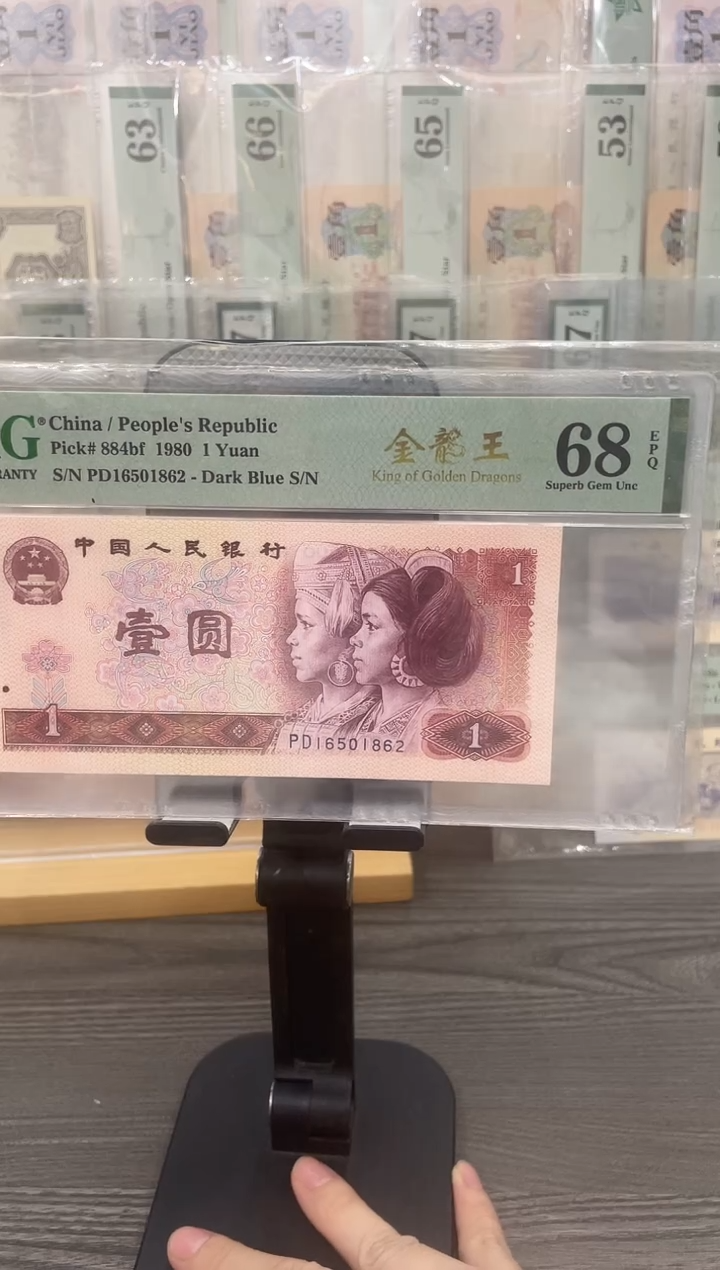 63
66
65
53
G® China / People's Republic
Pick# 884bf 1980 1 Yuan
RANTY S/N PD16501862 - Dark Blue S/N
金龍王
King of Golden Dragons
68
EPQ
Superb Gem Unc
中国人民银行
壹圆
1
1
1
PD16501862